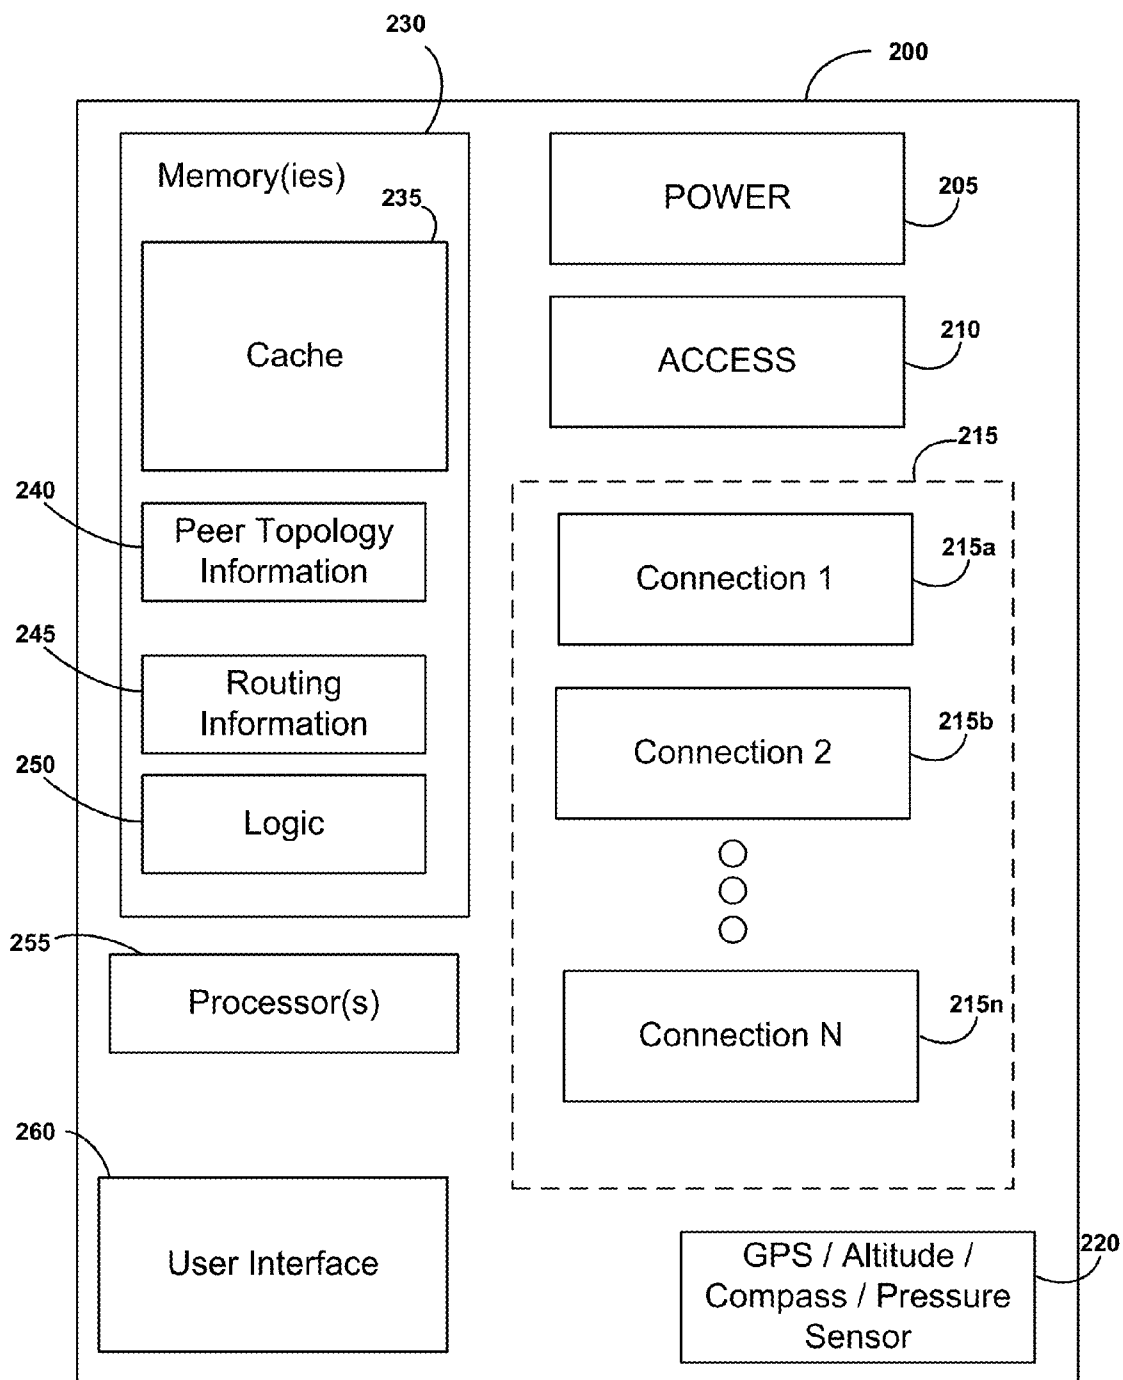 230
200
Memory(ies)
235
Cache
240
Peer Topology
Information
245
Routing
Information
250
Logic
255
Processor(s)
260
User Interface
POWER
205
ACCESS
210
215
Connection 1
215a
Connection 2
215b
Connection N
215n
GPS / Altitude /
Compass / Pressure
Sensor
220